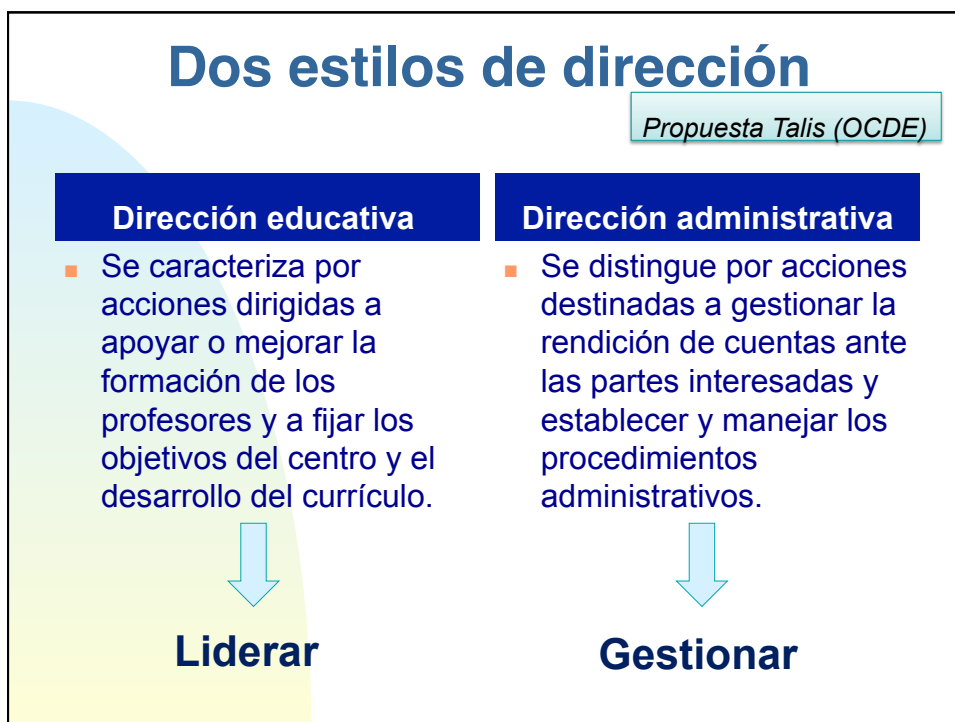 Dos estilos de dirección
Propuesta Talis (OCDE)
Dirección educativa
■ Se caracteriza por
acciones dirigidas a
apoyar o mejorar la
formación de los
profesores y a fijar los
objetivos del centro y el
desarrollo del currículo.
Liderar
Dirección administrativa
■ Se distingue por acciones
destinadas a gestionar la
rendición de cuentas ante
las partes interesadas y
establecer y manejar los
procedimientos
administrativos.
Gestionar